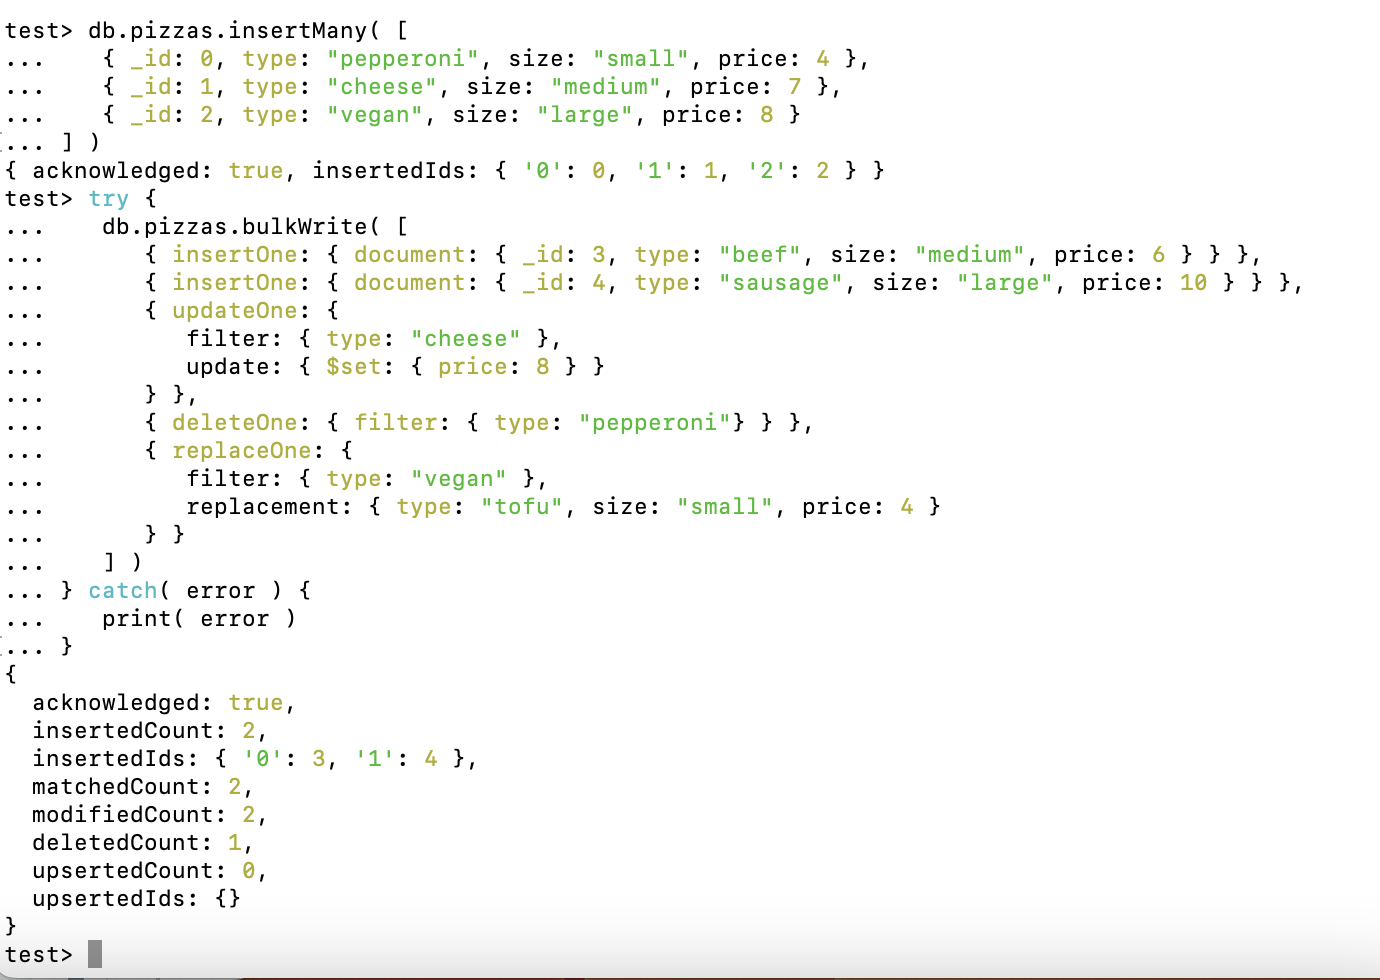 test> db.pizzas.insertMany( [
...    { _id: 0, type: "pepperoni", size: "small", price: 4 },
...    { _id: 1, type: "cheese", size: "medium", price: 7 },
...    { _id: 2, type: "vegan", size: "large", price: 8 }
... ] )
{ acknowledged: true, insertedIds: { '0': 0, '1': 1, '2': 2 } }
test> try {
...    db.pizzas.bulkWrite( [
...       { insertOne: { document: { _id: 3, type: "beef", size: "medium", price: 6 } } },
...       { insertOne: { document: { _id: 4, type: "sausage", size: "large", price: 10 } } },
...       { updateOne: {
...          filter: { type: "cheese" },
...          update: { $set: { price: 8 } }
...       } },
...       { deleteOne: { filter: { type: "pepperoni"} } },
...       { replaceOne: {
...          filter: { type: "vegan" },
...          replacement: { type: "tofu", size: "small", price: 4 }
...       } }
...    ] )
... } catch( error ) {
...    print( error )
... }
{
  acknowledged: true,
  insertedCount: 2,
  insertedIds: { '0': 3, '1': 4 },
  matchedCount: 2,
  modifiedCount: 2,
  deletedCount: 1,
  upsertedCount: 0,
  upsertedIds: {}
}
test>